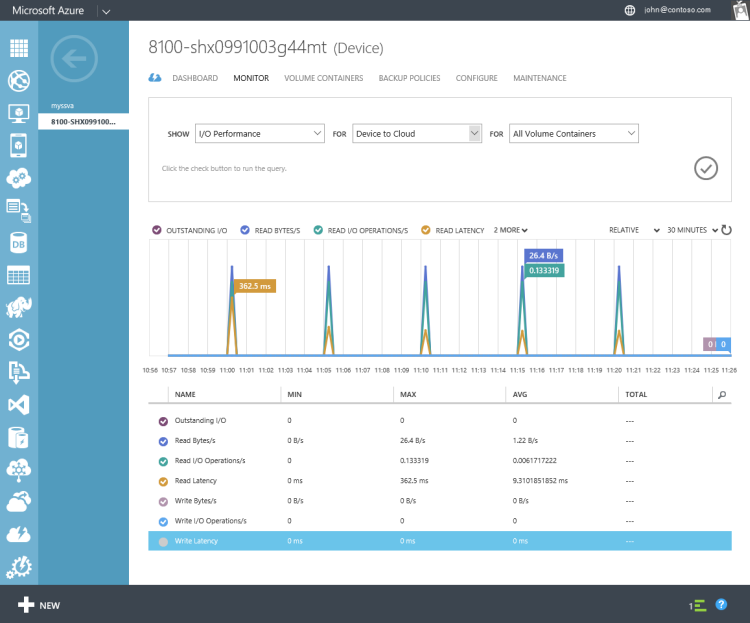 Microsoft Azure
john@contoso.com
8100-shx0991003g44mt (Device)
DASHBOARD MONITOR VOLUME CONTAINERS BACKUP POLICIES CONFIGURE MAINTENANCE
myssva
8100-SHX099100...
SHOW I/O Performance FOR Device to Cloud FOR All Volume Containers
Click the check button to run the query.
OUTSTANDING I/O READ BYTES/S READ I/O OPERATIONS/S READ LATENCY 2 MORE RELATIVE 30 MINUTES
DB
26.4 B/s
0.133319
362.5 ms
0 0
10:56 10:57 10:58 10:59 11:00 11:01 11:02 11:03 11:04 11:05 11:06 11:07 11:08 11:09 11:10 11:11 11:12 11:13 11:14 11:15 11:16 11:17 11:18 11:19 11:20 11:21 11:22 11:23 11:24 11:25 11:26
NAME MIN MAX AVG TOTAL
Outstanding I/O 0 0 0 ---
Read Bytes/s 0 B/s 26.4 B/s 1.22 B/s ---
Read I/O Operations/s 0 0.133319 0.0061717222 ---
Read Latency 0 ms 362.5 ms 9.3101851852 ms ---
Write Bytes/s 0 B/s 0 B/s 0 B/s ---
Write I/O Operations/s 0 0 0 ---
Write Latency 0 ms 0 ms 0 ms ---
NEW
1 ?